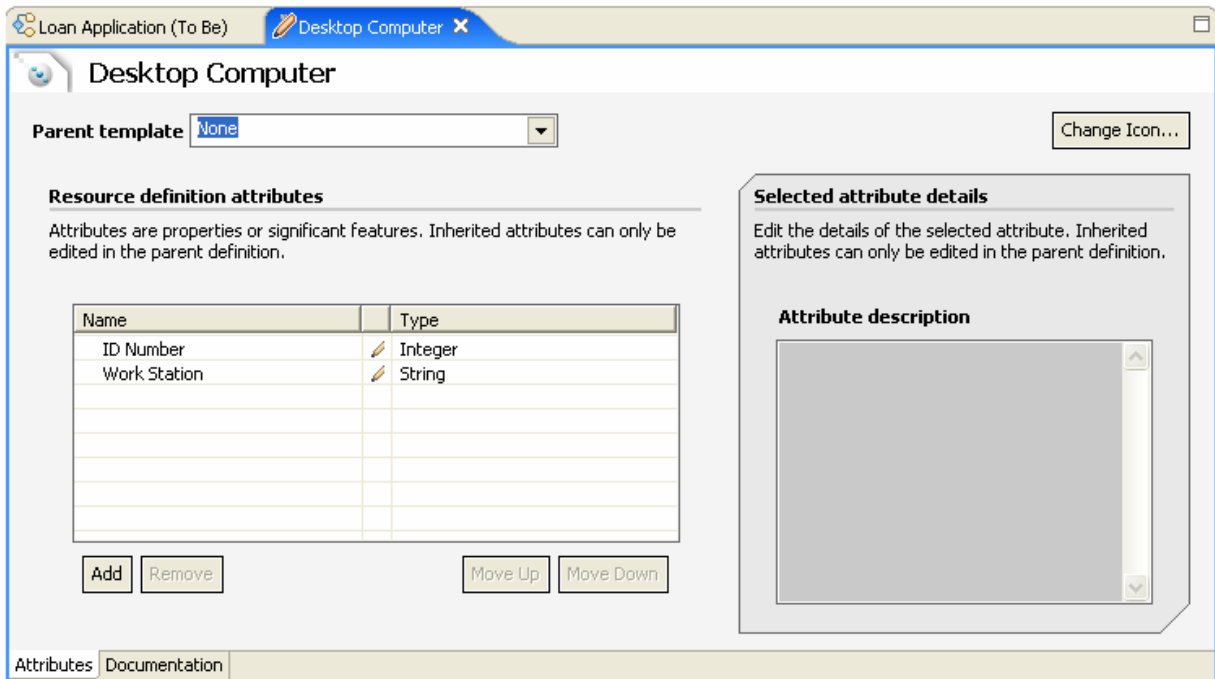 Loan Application (To Be)
Desktop Computer
Desktop Computer
Parent template None
Change Icon...
Resource definition attributes
Attributes are properties or significant features. Inherited attributes can only be
edited in the parent definition.
Name Type
ID Number Integer
Work Station String
Add Remove Move Up Move Down
Selected attribute details
Edit the details of the selected attribute. Inherited
attributes can only be edited in the parent definition.
Attribute description
Attributes Documentation